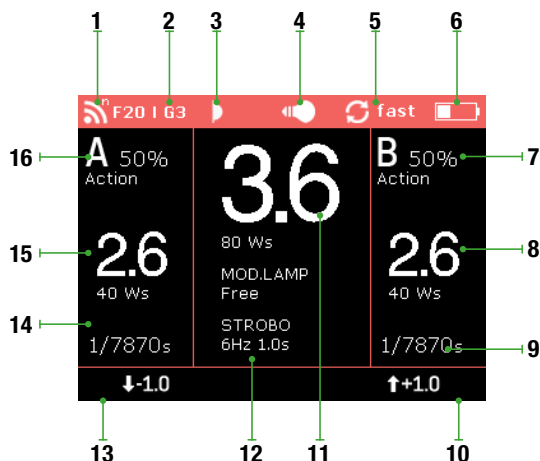 1 2 3 4 5 6
n F20 I G3 fast
16 A 50% B 50% 7
Action Action
3.6
15 2.6 2.6 8
40 Ws 80 Ws 40 Ws
MOD.LAMP
Free
14
STROBO
1/7870s 6Hz 1.0s 1/7870s 9
⬇-1.0 ⬆+1.0
13 12 11 10